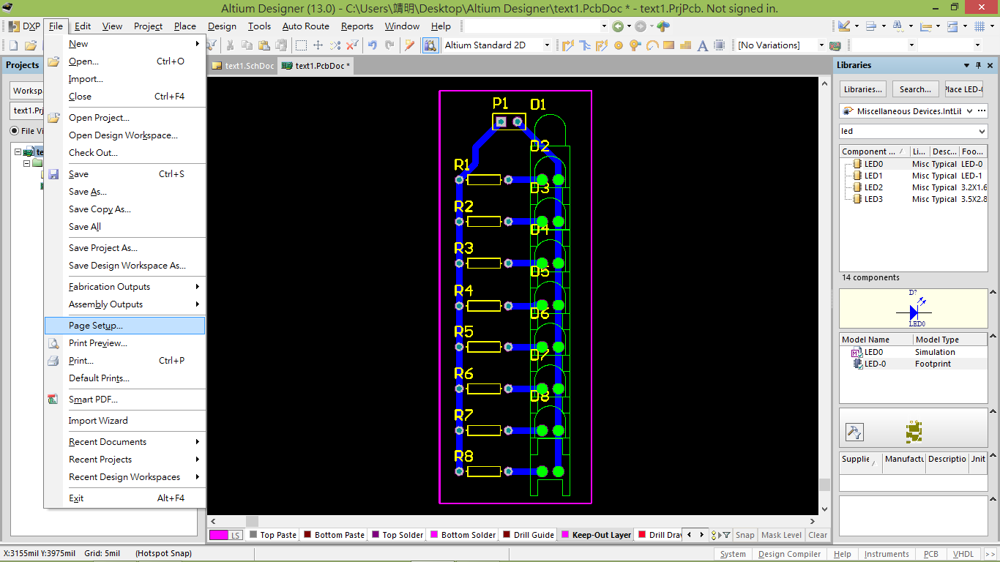 Altium Designer (13.0) - C:\Users\靖明\Desktop\Altium Designer\text1.PcbDoc * - text1.PrjPcb. Not signed in.
DXP File Edit View Project Place Design Tools Auto Route Reports Window Help
Altium Standard 2D [No Variations]
Projects
text1.SchDoc text1.PcbDoc *
Libraries
New
Open... Ctrl+O
Import...
Close Ctrl+F4
Open Project...
Open Design Workspace...
Check Out...
Save Ctrl+S
Save As...
Save Copy As...
Save All
Save Project As...
Save Design Workspace As...
Fabrication Outputs
Assembly Outputs
Page Setup...
Print Preview...
Print... Ctrl+P
Default Prints...
Smart PDF...
Import Wizard
Recent Documents
Recent Projects
Recent Design Workspaces
Exit Alt+F4
Worksp
text1.Prj
File Vi
te
P1 D1
D2
R1
D3
R2
D4
R3
D5
R4
D6
R5
D7
R6
D8
R7
R8
Libraries... Search... Place LED-
Miscellaneous Devices.IntLib
led
Component ... Li... Desc... Foo...
LED0 Misc Typical LED-0
LED1 Misc Typical LED-1
LED2 Misc Typical 3.2X1.6
LED3 Misc Typical 3.5X2.8
14 components
D?
LED0
Model Name Model Type
LED0 Simulation
LED-0 Footprint
Supplie Manufactu Descriptio Unit
LS Top Paste Bottom Paste Top Solder Bottom Solder Drill Guide Keep-Out Layer Drill Draw Snap Mask Level Clear
X:3155mil Y:3975mil Grid: 5mil (Hotspot Snap)
System Design Compiler Help Instruments PCB VHDL >>